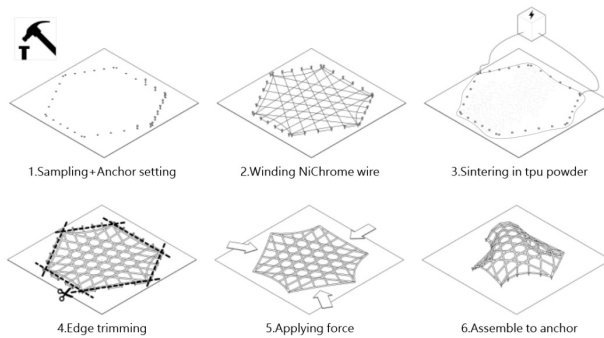 1.Sampling+Anchor setting
2.Winding NiChrome wire
3.Sintering in tpu powder
4.Edge trimming
5.Applying force
6.Assemble to anchor